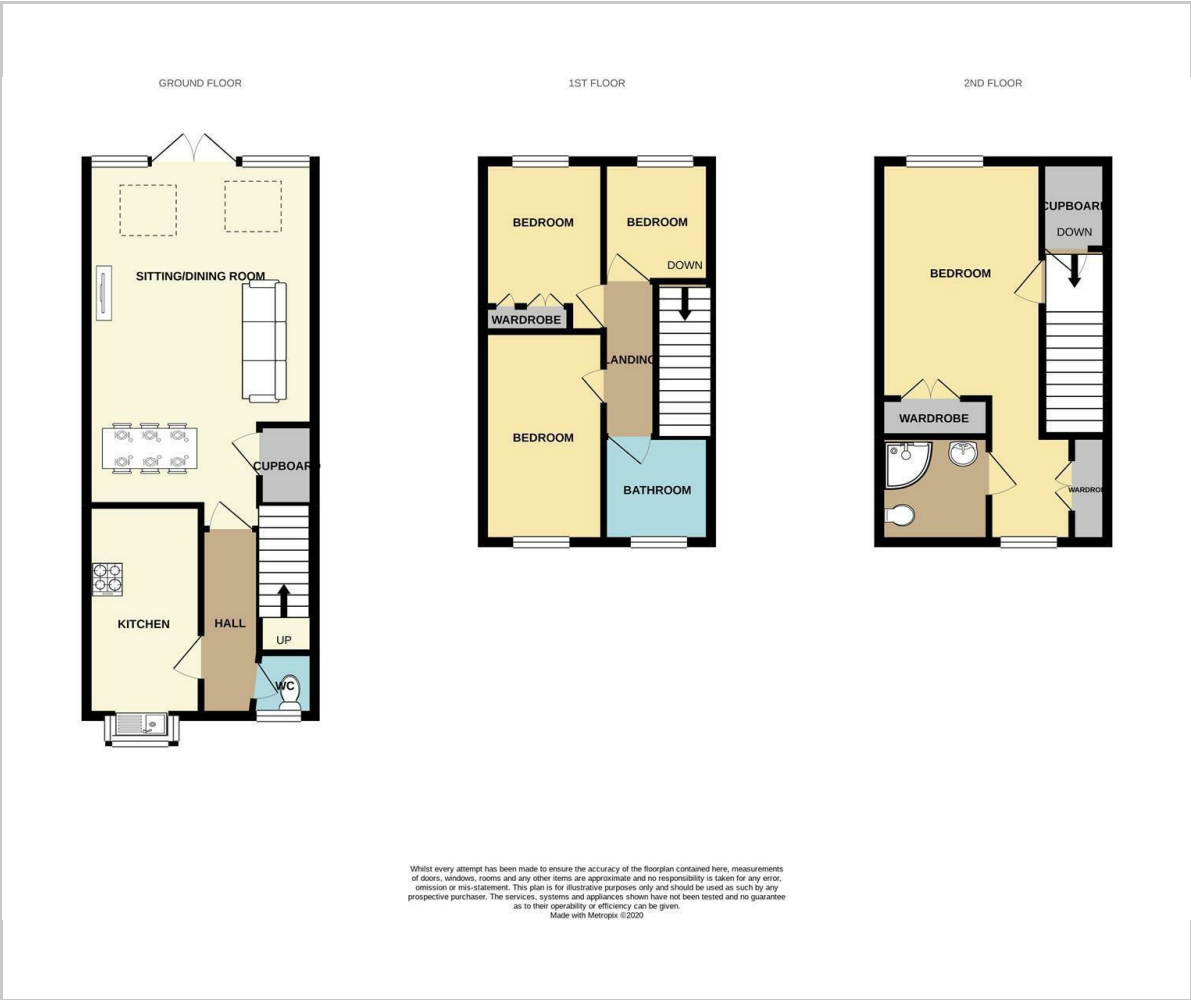 GROUND FLOOR
SITTING/DINING ROOM
CUPBOARD
KITCHEN
HALL
UP
WC
1ST FLOOR
BEDROOM
BEDROOM
DOWN
WARDROBE
LANDING
BEDROOM
BATHROOM
2ND FLOOR
CUPBOARD
DOWN
BEDROOM
WARDROBE
WARDROBE
Whilst every attempt has been made to ensure the accuracy of the floorplan contained here, measurements
of doors, windows, rooms and any other items are approximate and no responsibility is taken for any error,
omission or mis-statement. This plan is for illustrative purposes only and should be used as such by any
prospective purchaser. The services, systems and appliances shown have not been tested and no guarantee
as to their operability or efficiency can be given.
Made with Metropix ©2020